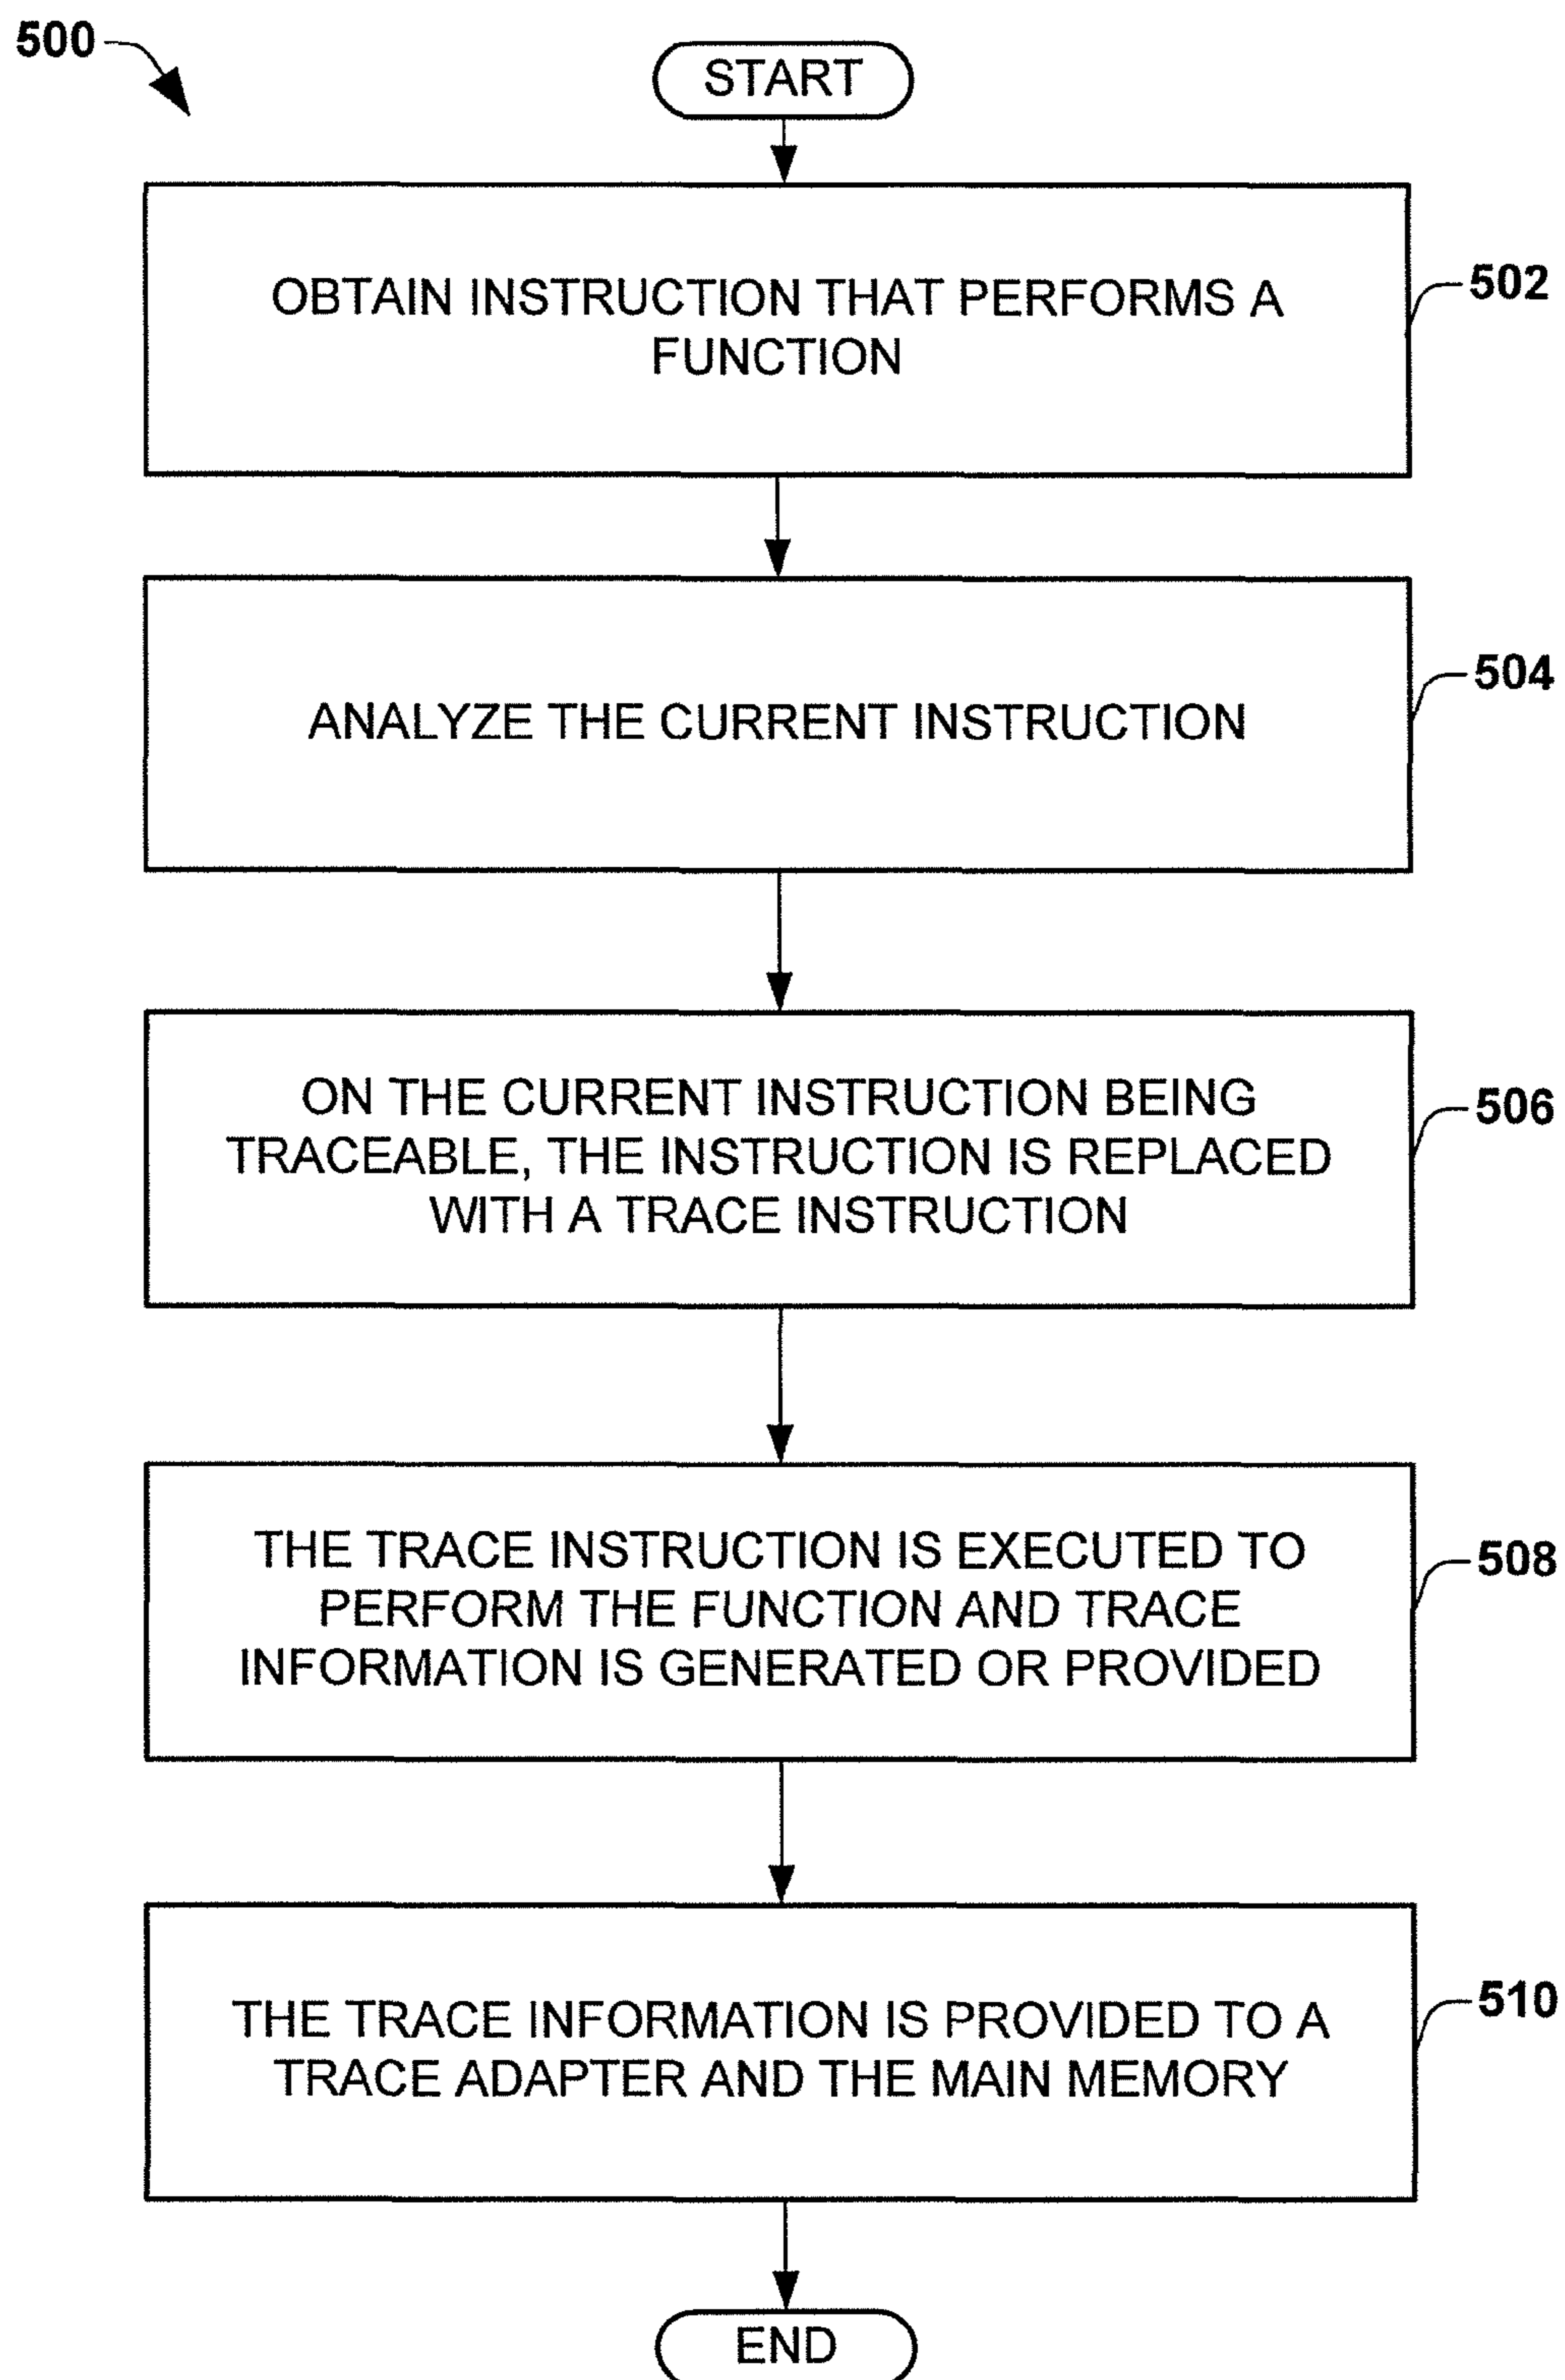 500
START
OBTAIN INSTRUCTION THAT PERFORMS A
FUNCTION
502
ANALYZE THE CURRENT INSTRUCTION
504
ON THE CURRENT INSTRUCTION BEING
TRACEABLE, THE INSTRUCTION IS REPLACED
WITH A TRACE INSTRUCTION
506
THE TRACE INSTRUCTION IS EXECUTED TO
PERFORM THE FUNCTION AND TRACE
INFORMATION IS GENERATED OR PROVIDED
508
THE TRACE INFORMATION IS PROVIDED TO A
TRACE ADAPTER AND THE MAIN MEMORY
510
END